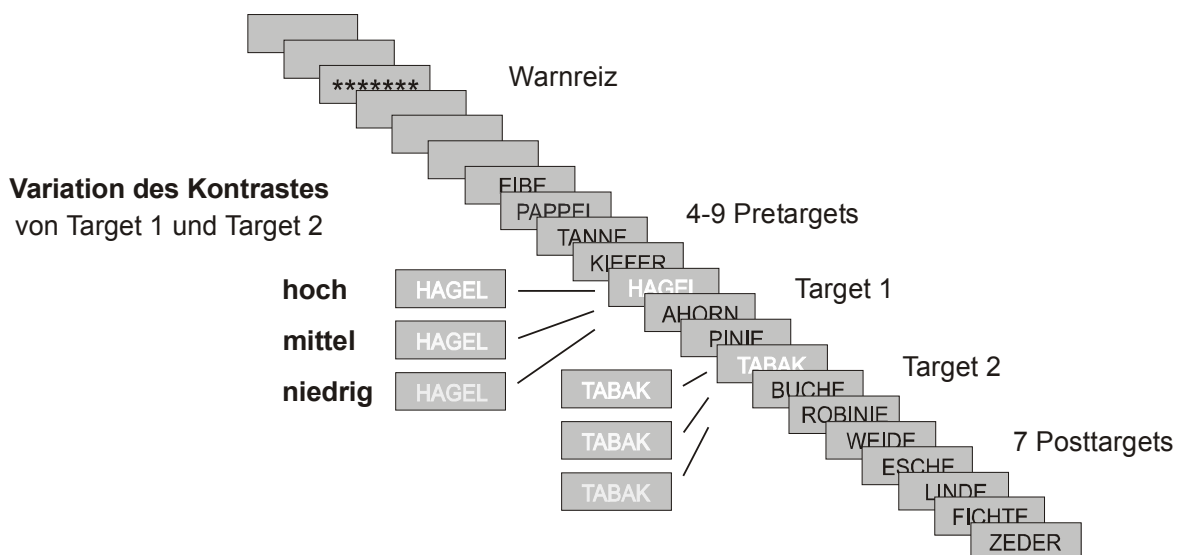 *******
Warnreiz
Variation des Kontrastes
von Target 1 und Target 2
EIBE
PAPPEL
4-9 Pretargets
TANNE
KIEFER
hoch HAGEL
HAGEL
Target 1
mittel HAGEL
AHORN
PINIE
niedrig HAGEL
TABAK
Target 2
TABAK
BUCHE
ROBINIE
TABAK
WEIDE
7 Posttargets
ESCHE
TABAK
LINDE
FICHTE
ZEDER